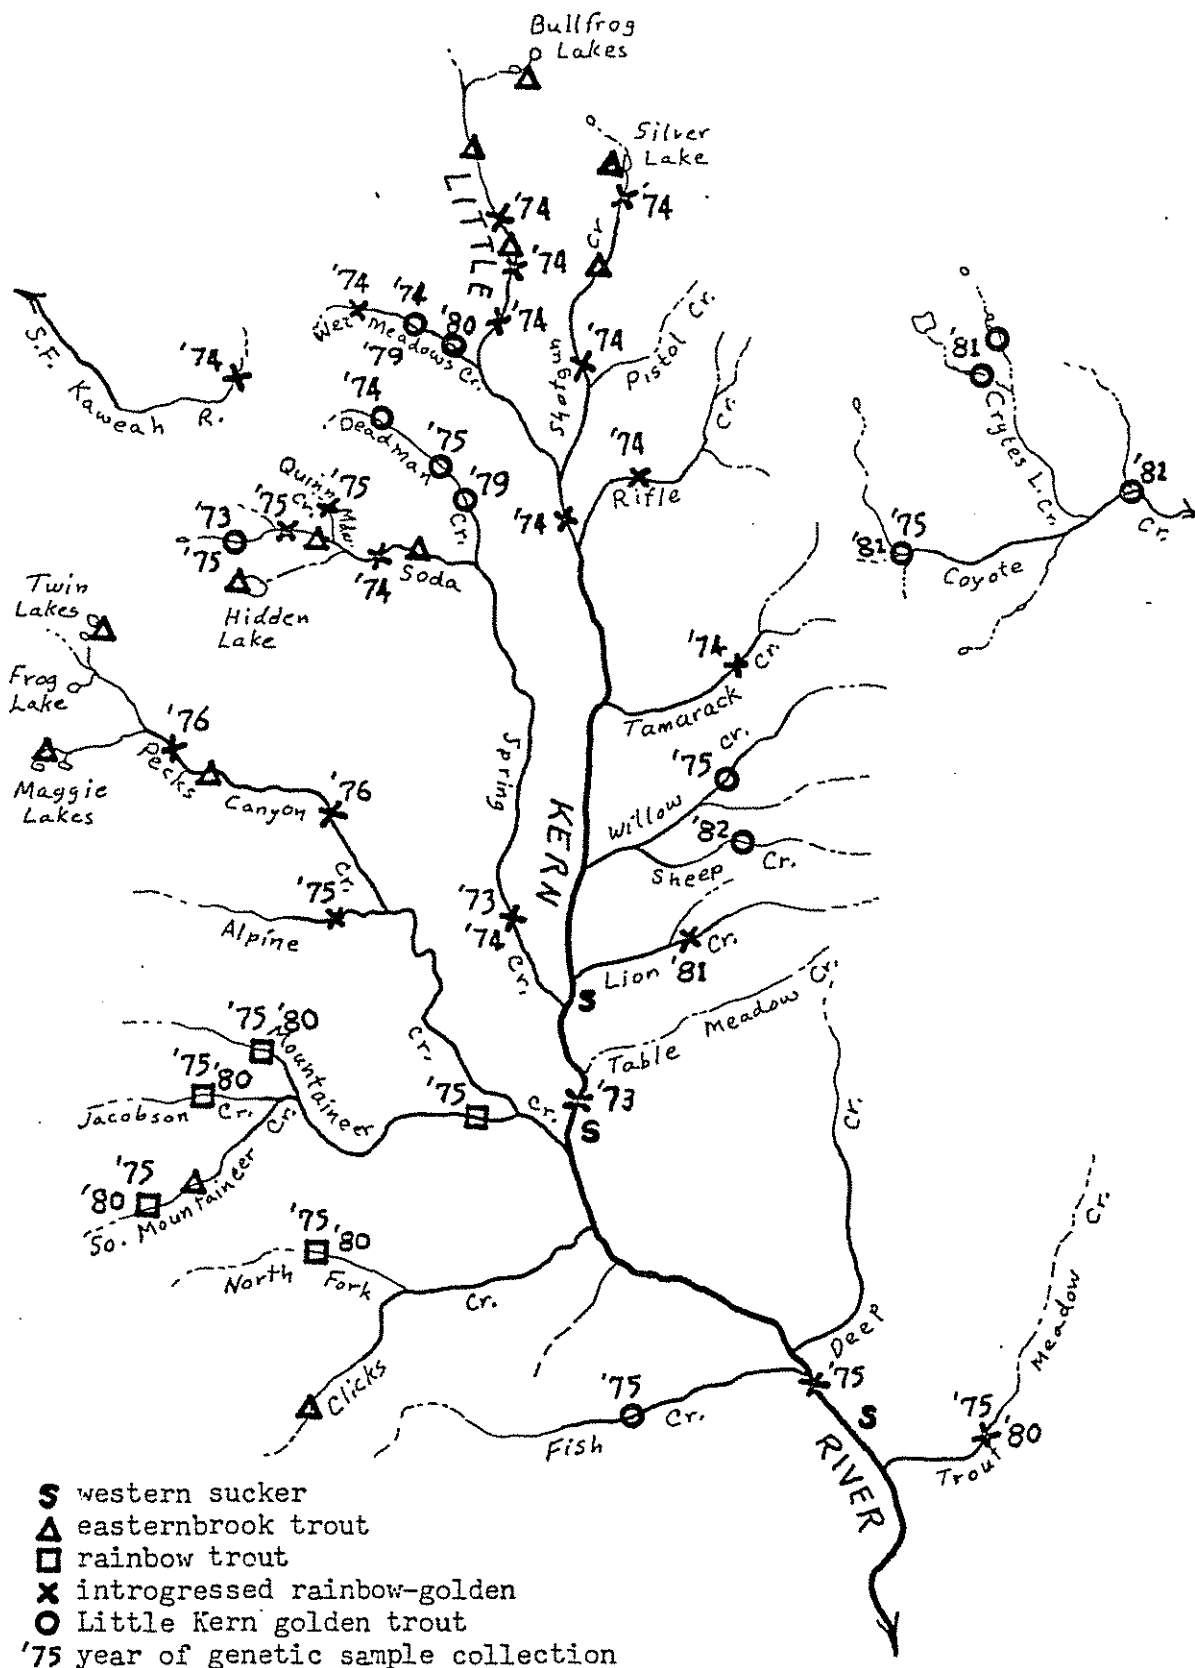 Bullfrog
Lakes
Silver
Lake
LITTLE
'74
'74
'74
'74
Cr.
'74
'74
'80
'79
Wet Meadows Cr.
'74
Shotgun
Pistol Cr.
S.F. Kaweah R.
'74
'74
Deadman Cr.
'75
'79
'74
Rifle Cr.
'74
Quinn
Cr.
Mdw.
'75
'75
'73
'75
'74
Soda
Hidden
Lake
'81
Crytes L. Cr.
'81
'75
'81
Coyote Cr.
Twin
Lakes
Frog
Lake
Maggie
Lakes
'76
Pecks Canyon Cr.
'76
'74
Tamarack Cr.
Spring Cr.
KERN
'75
Willow Cr.
'82
Sheep Cr.
'75
Alpine
Cr.
'73
'74
Lion Cr.
'81
S
Table Meadow Cr.
'75 '80
Mountaineer Cr.
'75
'80
Jacobson Cr.
'75
'73
S
'75
'80
So. Mountaineer Cr.
'75
'80
North Fork
Clicks Cr.
Deep Cr.
'75
'75
Fish Cr.
S
'75
'80
Trout Meadow Cr.
RIVER
S western sucker
easternbrook trout
rainbow trout
introgressed rainbow-golden
Little Kern golden trout
'75 year of genetic sample collection